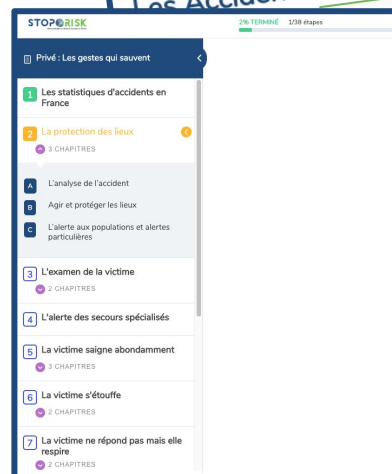 Les Accident
STOPORISK
2% TERMINÉ 1/38 étapes
Privé : Les gestes qui sauvent
1 Les statistiques d'accidents en
France
2 La protection des lieux
3 CHAPITRES
A L'analyse de l'accident
B Agir et protéger les lieux
C L'alerte aux populations et alertes
particulières
3 L'examen de la victime
2 CHAPITRES
4 L'alerte des secours spécialisés
5 La victime saigne abondamment
3 CHAPITRES
6 La victime s'étouffe
2 CHAPITRES
7 La victime ne répond pas mais elle
respire
2 CHAPITRES